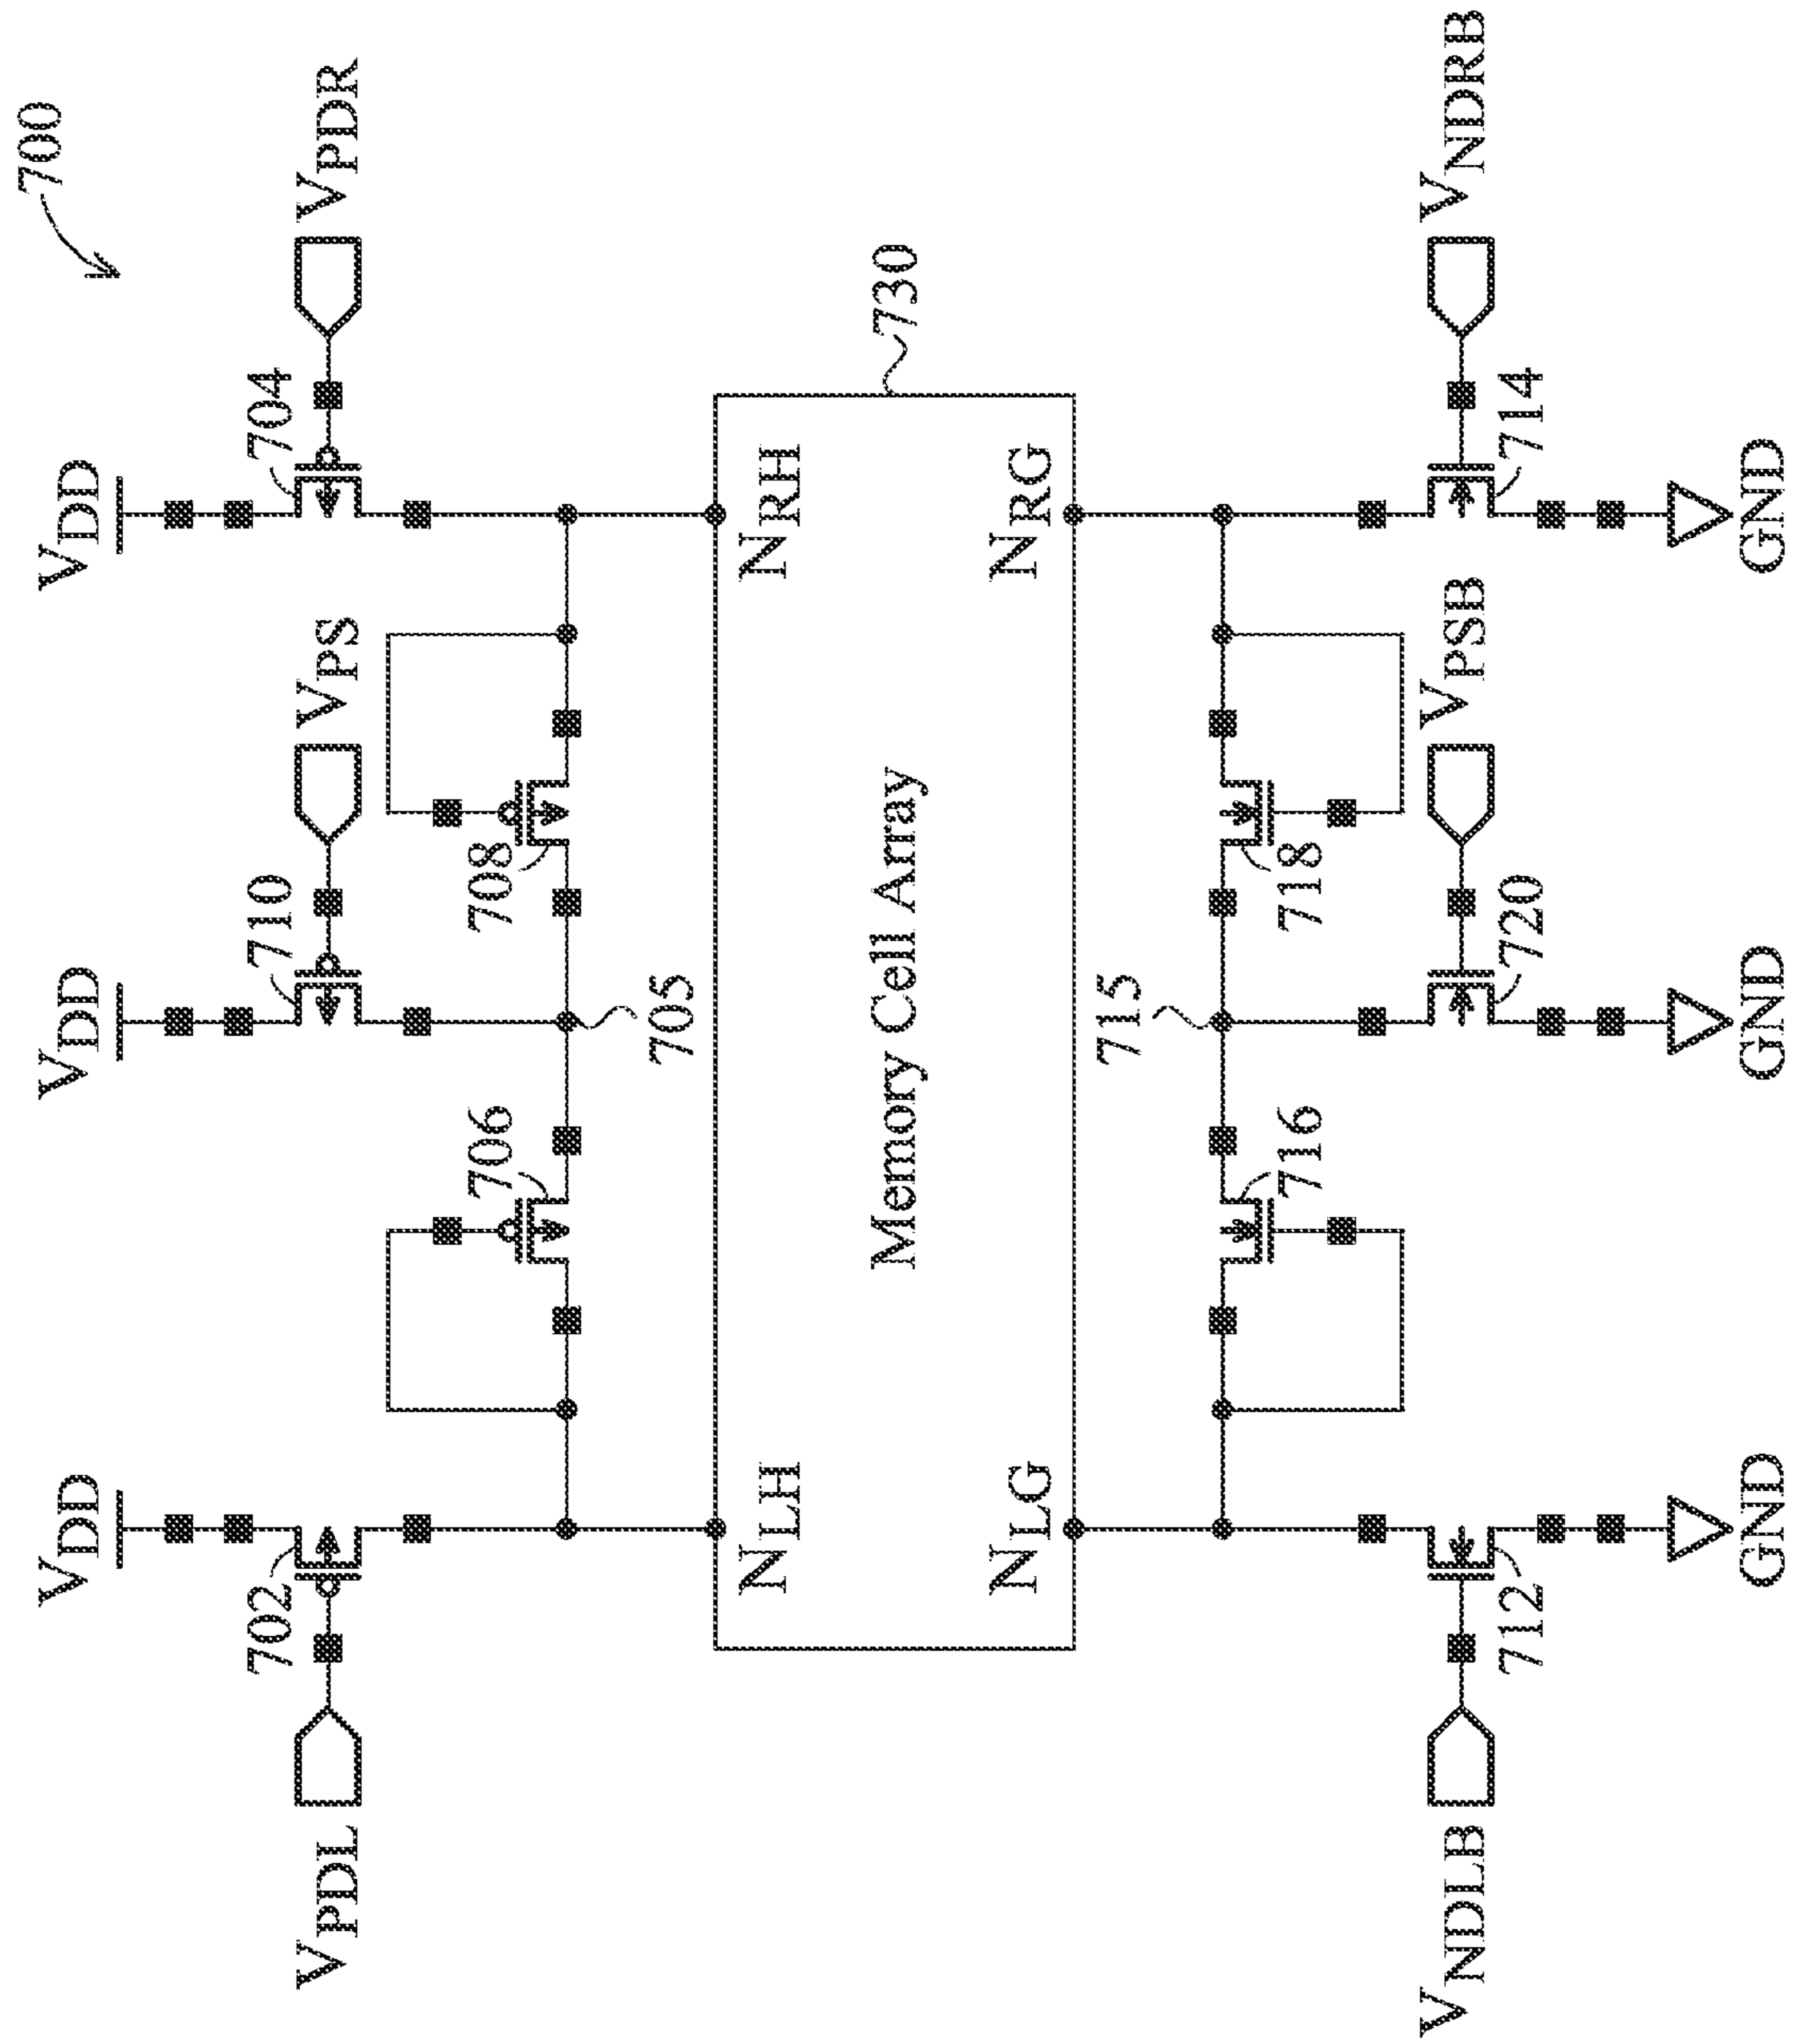 700
VDD
VDD
VDD
VPDL
702
710
VPS
704
VPDR
706
708
705
NLH
NRH
Memory Cell Array
730
NLG
NRG
715
716
718
VNDLB
712
720
VPSB
714
VNDRB
GND
GND
GND